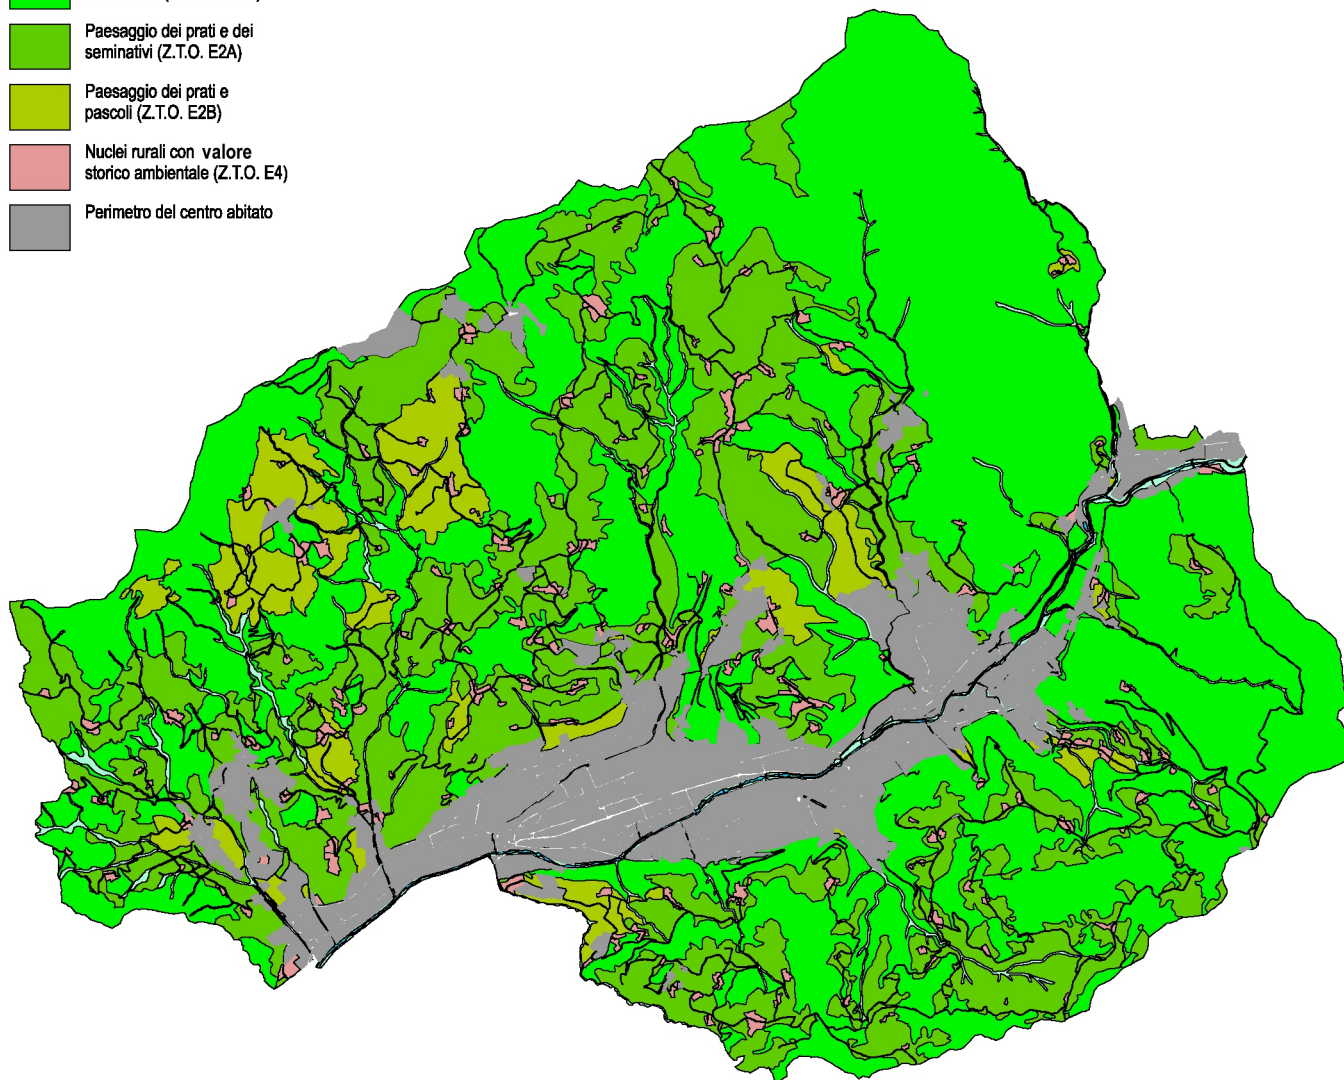 Paesaggio dei prati e dei
seminativi (Z.T.O. E2A)
Paesaggio dei prati e
pascoli (Z.T.O. E2B)
Nuclei rurali con valore
storico ambientale (Z.T.O. E4)
Perimetro del centro abitato